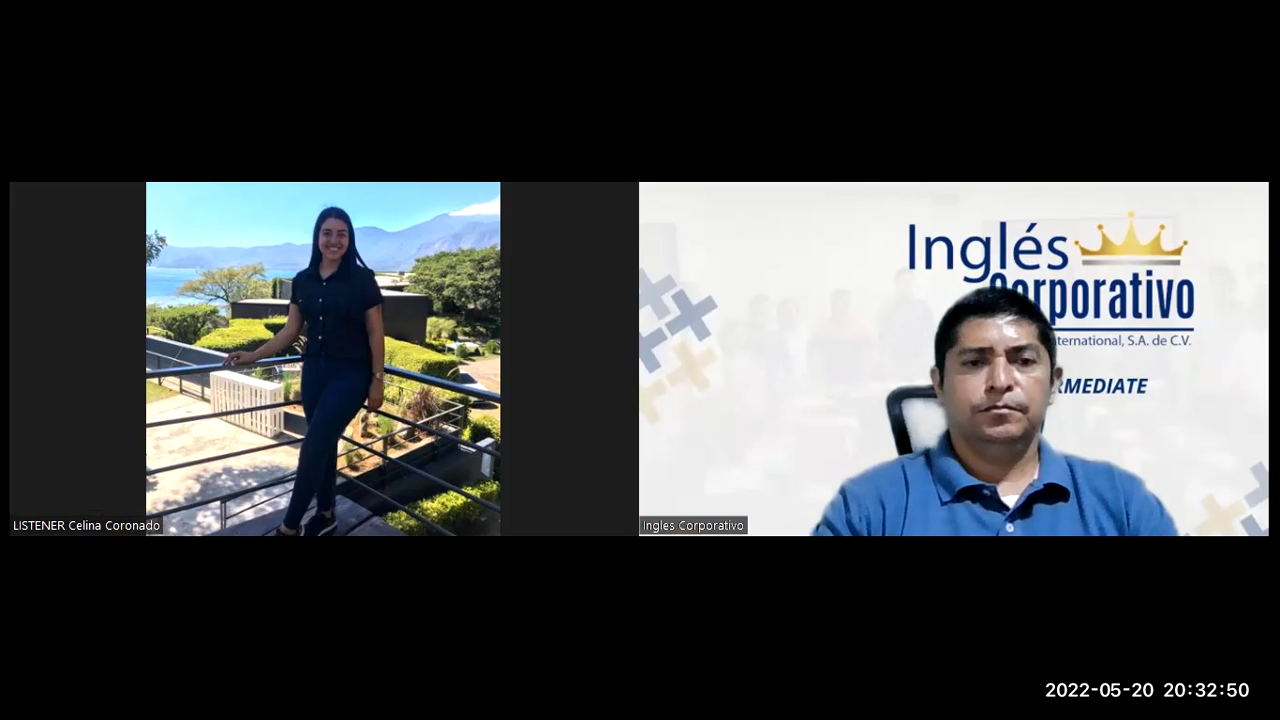 Inglés
Corporativo
International, S.A. de C.V.
RMEDIATE
LISTENER Celina Coronado
Ingles Corporativo
2022-05-20 20:32:50